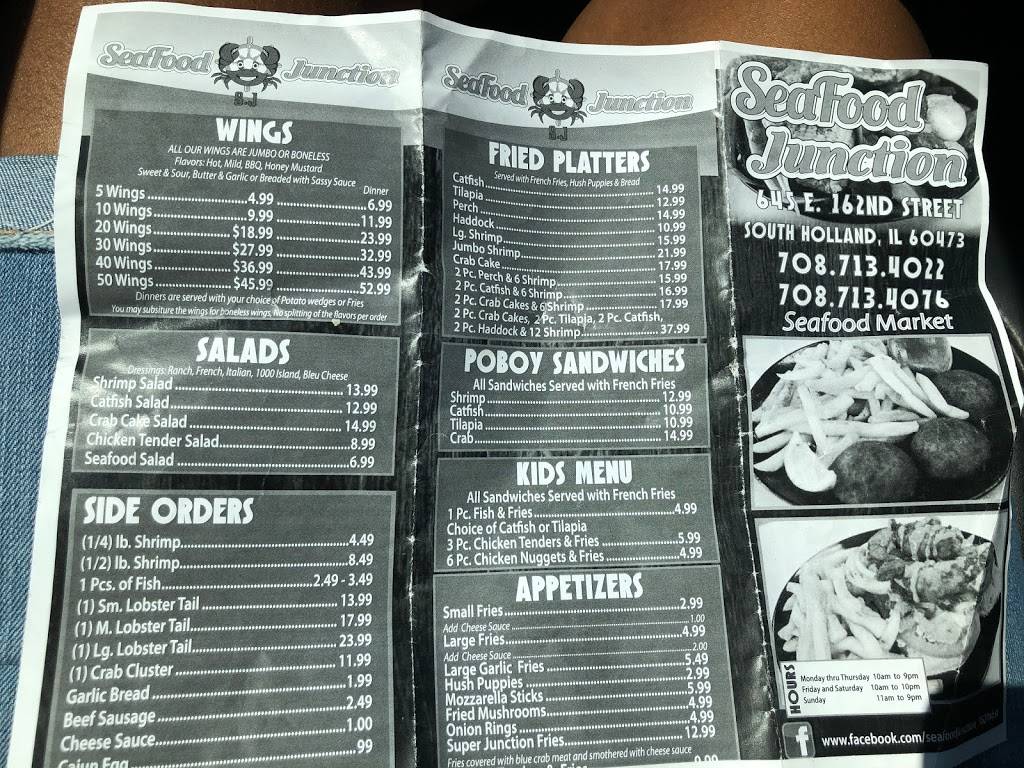 SeaFood Junction
S.J
WINGS
ALL OUR WINGS ARE JUMBO OR BONELESS
Flavors: Hot, Mild, BBQ, Honey Mustard
Sweet & Sour, Butter & Garlic or Breaded with Sassy Sauce
Dinner
5 Wings 4.99 6.99
10 Wings 9.99 11.99
20 Wings $18.99 23.99
30 Wings $27.99 32.99
40 Wings $36.99 43.99
50 Wings $45.99 52.99
Dinners are served with your choice of Potato wedges or Fries
You may subsiture the wings for boneless wings, No splitting of the flavors per order
SALADS
Dressings: Ranch, French, Italian, 1000 Island, Bleu Cheese
Shrimp Salad 13.99
Catfish Salad 12.99
Crab Cake Salad 14.99
Chicken Tender Salad 8.99
Seafood Salad 6.99
SIDE ORDERS
(1/4) lb. Shrimp 4.49
(1/2) lb. Shrimp 8.49
1 Pcs. of Fish 2.49 - 3.49
(1) Sm. Lobster Tail 13.99
(1) M. Lobster Tail 17.99
(1) Lg. Lobster Tail 23.99
(1) Crab Cluster 11.99
Garlic Bread 1.99
Beef Sausage 2.49
Cheese Sauce 1.00
Cajun Egg .99
SeaFood Junction
S.J
FRIED PLATTERS
Served with French Fries, Hush Puppies & Bread
Catfish 14.99
Tilapia 12.99
Perch 14.99
Haddock 10.99
Lg. Shrimp 15.99
Jumbo Shrimp 21.99
Crab Cake 17.99
2 Pc. Perch & 6 Shrimp 15.99
2 Pc. Catfish & 6 Shrimp 16.99
2 Pc. Crab Cakes & 6 Shrimp 17.99
2 Pc. Crab Cakes, 2 Pc. Tilapia, 2 Pc. Catfish,
2 Pc. Haddock & 12 Shrimp 37.99
POBOY SANDWICHES
All Sandwiches Served with French Fries
Shrimp 12.99
Catfish 10.99
Tilapia 10.99
Crab 14.99
KIDS MENU
All Sandwiches Served with French Fries
1 Pc. Fish & Fries 4.99
Choice of Catfish or Tilapia
3 Pc. Chicken Tenders & Fries 5.99
6 Pc. Chicken Nuggets & Fries 4.99
APPETIZERS
Small Fries 2.99
Add Cheese Sauce 1.00
Large Fries 4.99
Add Cheese Sauce 2.00
Large Garlic Fries 5.49
Hush Puppies 2.99
Mozzarella Sticks 5.99
Fried Mushrooms 4.99
Onion Rings 4.99
Super Junction Fries 12.99
Fries covered with blue crab meat and smothered with cheese sauce
SeaFood
Junction
645 E. 162ND STREET
SOUTH HOLLAND, IL 60473
708.713.4022
708.713.4076
Seafood Market
HOURS
Monday thru Thursday 10am to 9pm
Friday and Saturday 10am to 10pm
Sunday 11am to 9pm
f www.facebook.com/